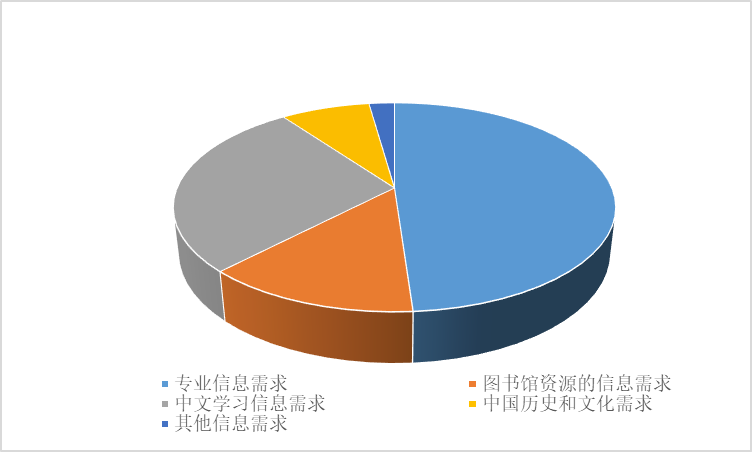 专业信息需求
图书馆资源的信息需求
中文学习信息需求
中国历史和文化需求
其他信息需求